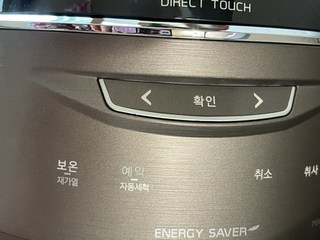 DIRECT TOUCH
< 확인 >
보온 예약 취소 취사
재가열 자동세척
ENERGY SAVER